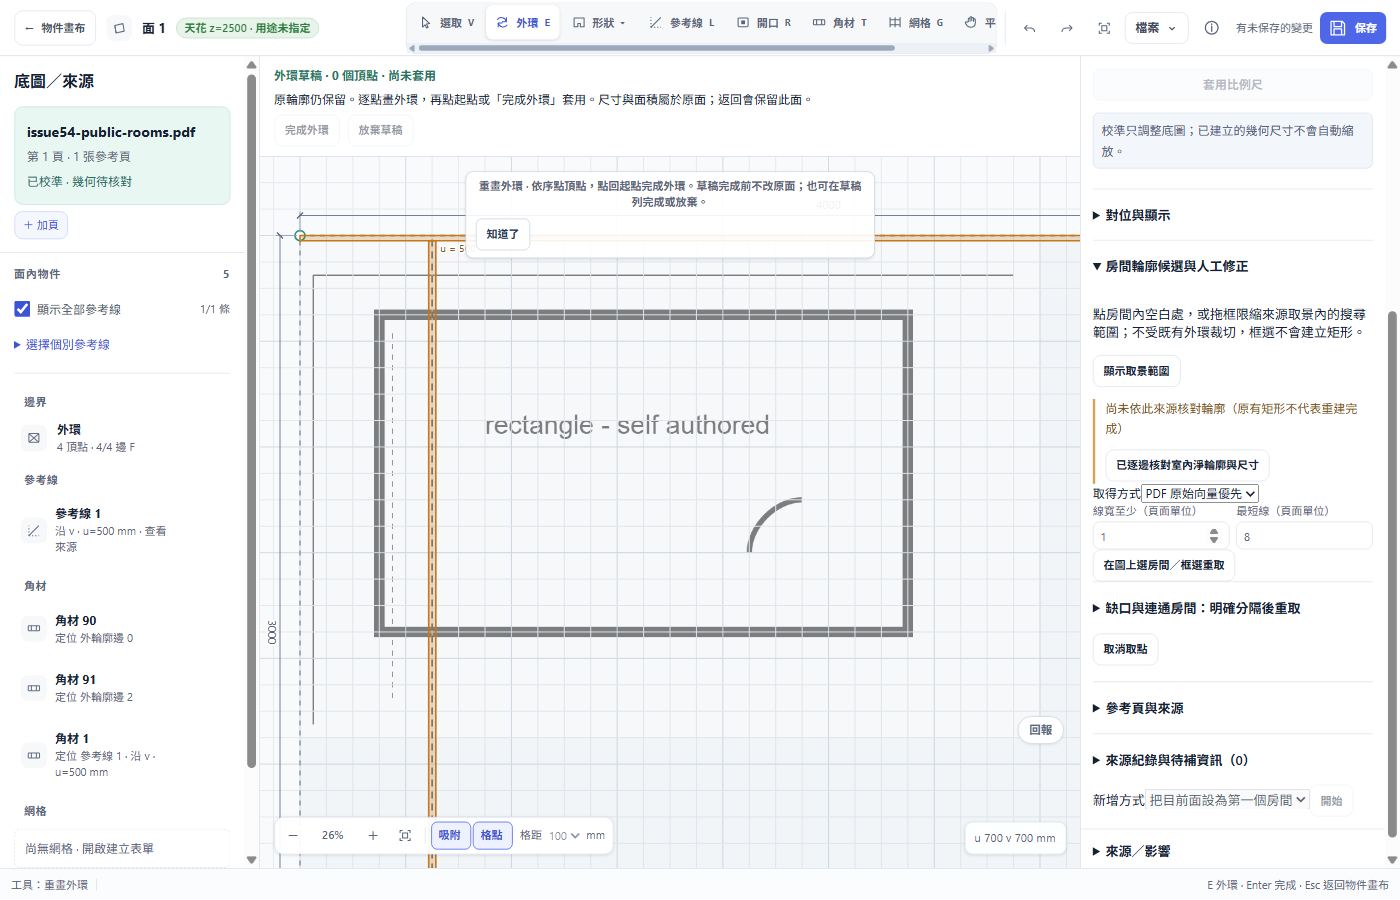 ← 物件畫布
面 1
天花 z=2500 · 用途未指定
選取 V
外環 E
形狀
參考線 L
開口 R
角材 T
網格 G
平
檔案
有未保存的變更
保存
底圖／來源
issue54-public-rooms.pdf
第 1 頁 · 1 張參考頁
已校準 · 幾何待核對
+ 加頁
面內物件 5
顯示全部參考線 1/1 條
選擇個別參考線
邊界
外環
4 頂點 · 4/4 邊 F
參考線
參考線 1
沿 v · u=500 mm · 查看
來源
角材
角材 90
定位 外輪廓邊 0
角材 91
定位 外輪廓邊 2
角材 1
定位 參考線 1 · 沿 v ·
u=500 mm
網格
尚無網格 · 開啟建立表單
外環草稿 · 0 個頂點 · 尚未套用
原輪廓仍保留。逐點畫外環，再點起點或「完成外環」套用。尺寸與面積屬於原面；返回會保留此面。
完成外環
放棄草稿
重畫外環 · 依序點頂點，點回起點完成外環。草稿完成前不改原面；也可在草稿
列完成或放棄。
4000
知道了
u = 50
rectangle - self authored
3000
回報
− 26% +
吸附
格點
格距 100 mm
u 700 v 700 mm
套用比例尺
校準只調整底圖；已建立的幾何尺寸不會自動縮
放。
對位與顯示
房間輪廓候選與人工修正
點房間內空白處，或拖框限縮來源取景內的搜尋
範圍；不受既有外環裁切，框選不會建立矩形。
顯示取景範圍
尚未依此來源核對輪廓（原有矩形不代表重建完
成）
已逐邊核對室內淨輪廓與尺寸
取得方式 PDF 原始向量優先
線寬至少（頁面單位）
最短線（頁面單位）
1
8
在圖上選房間／框選重取
缺口與連通房間：明確分隔後重取
取消取點
參考頁與來源
來源紀錄與待補資訊（0）
新增方式 把目前面設為第一個房間
開始
來源／影響
工具：重畫外環
E 外環 · Enter 完成 · Esc 返回物件畫布